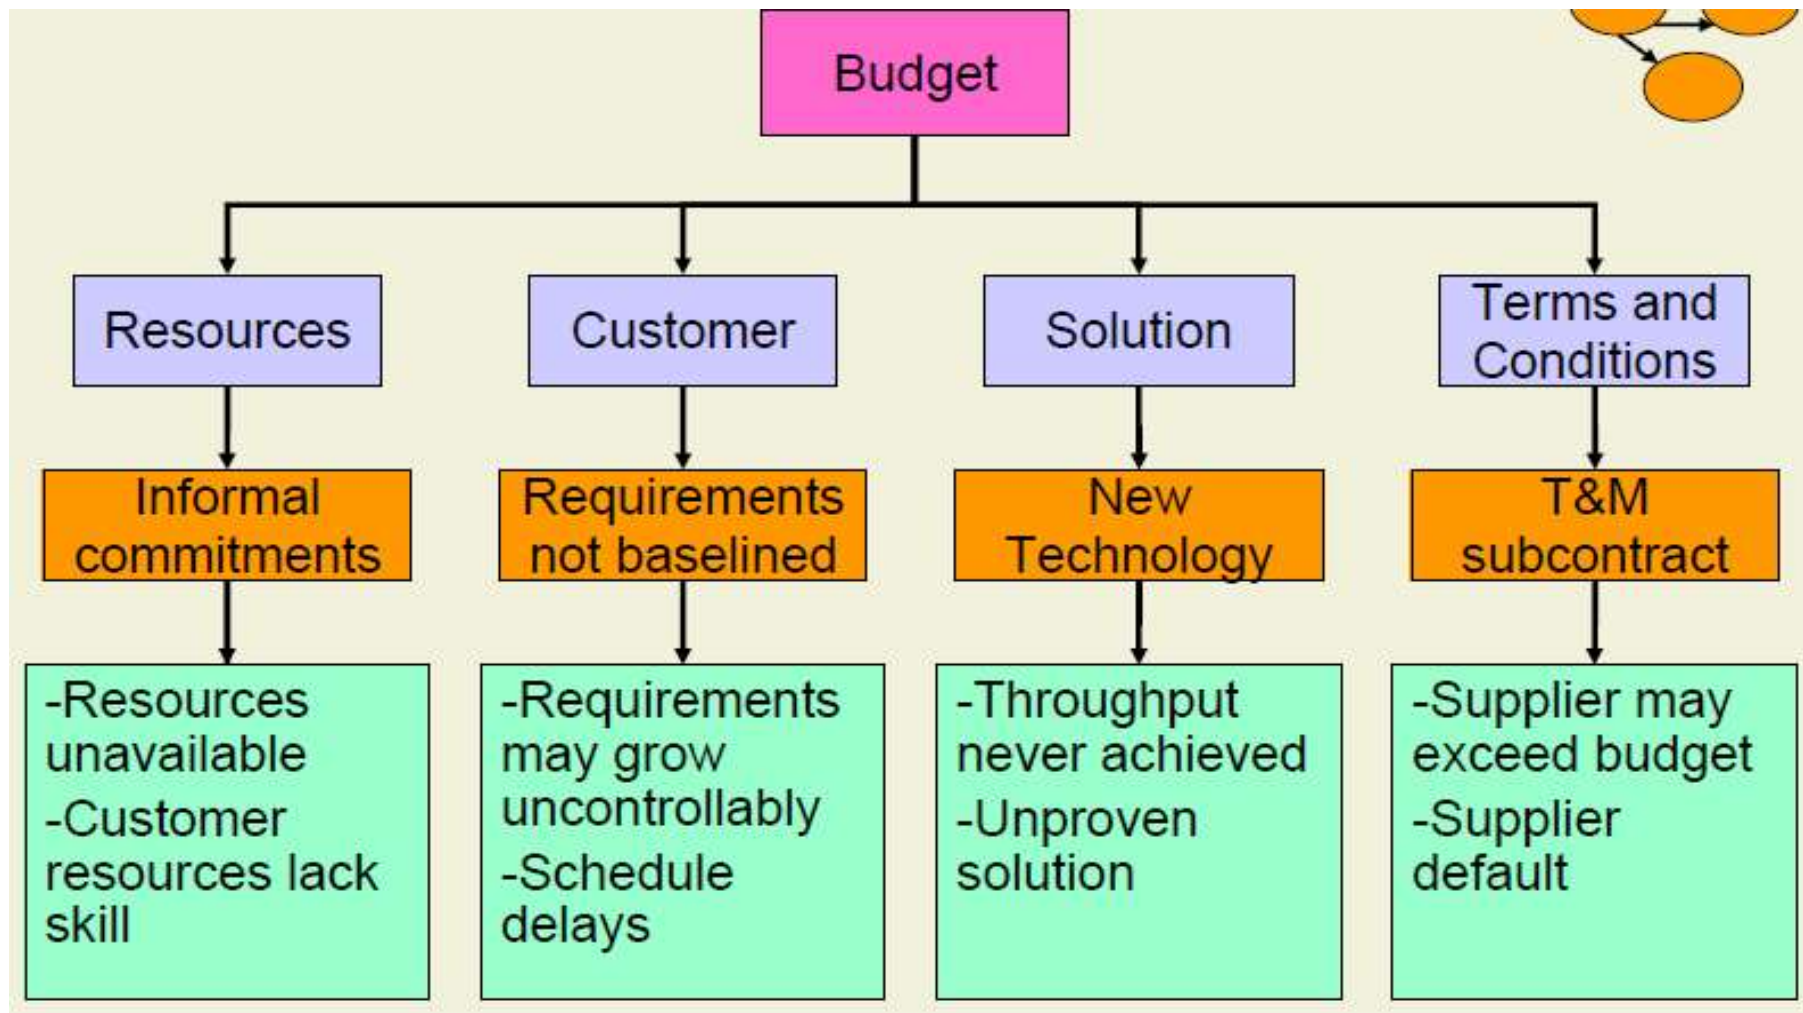 Budget
Resources
Customer
Solution
Terms and
Conditions
Informal
commitments
Requirements
not baselined
New
Technology
T&M
subcontract
-Resources
unavailable
-Customer
resources lack
skill
-Requirements
may grow
uncontrollably
-Schedule
delays
-Throughput
never achieved
-Unproven
solution
-Supplier may
exceed budget
-Supplier
default